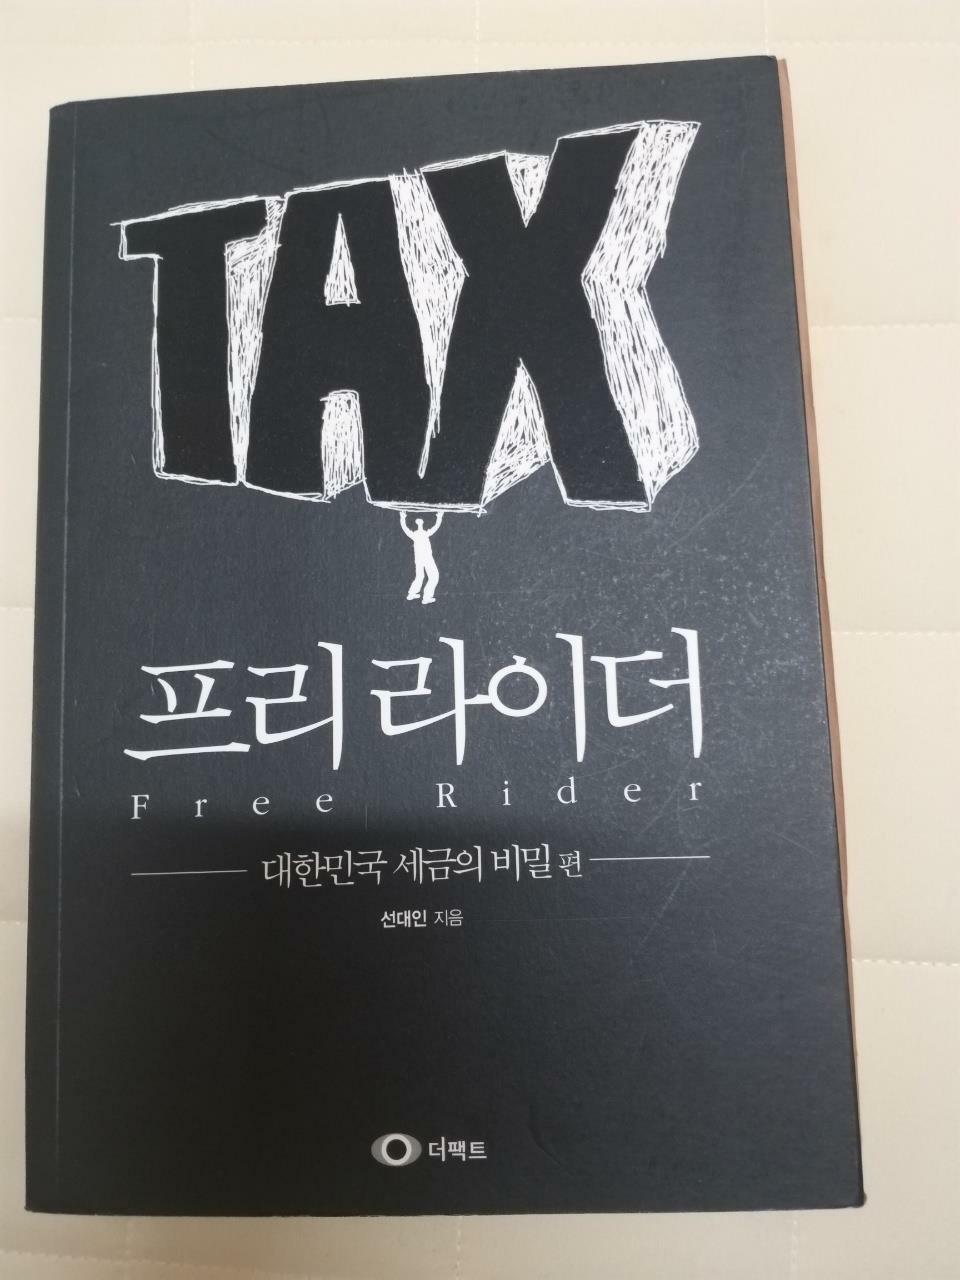 TAX
프리라이더
Free Rider
대한민국 세금의 비밀 편
선대인 지음
더팩트